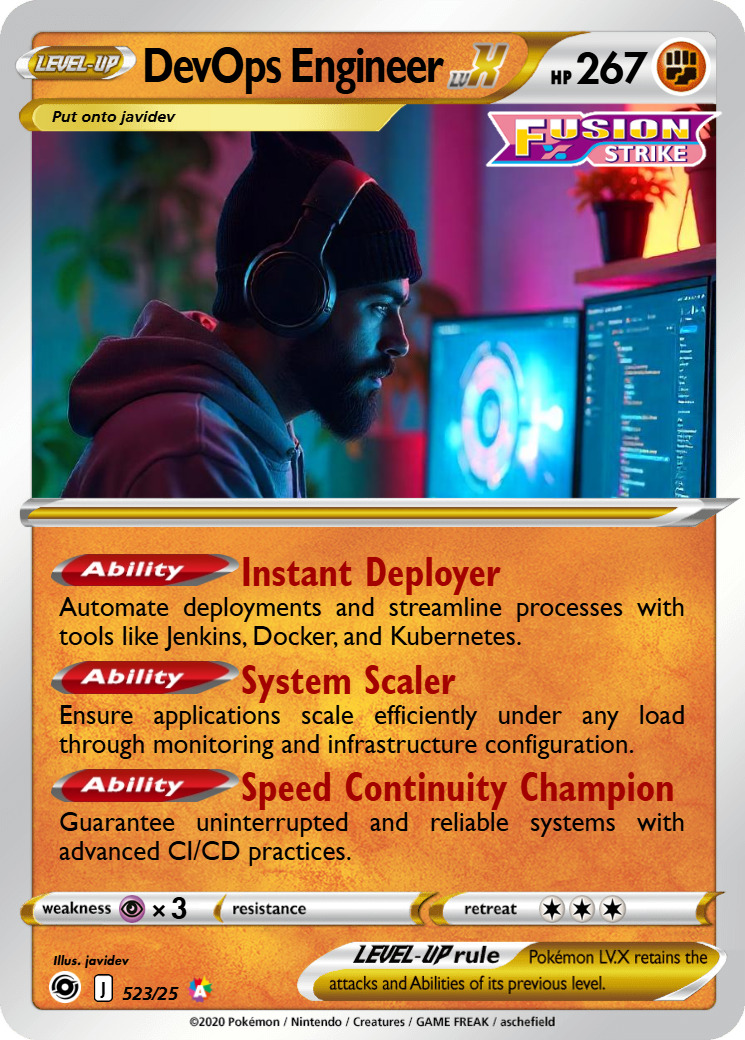 LEVEL-UP DevOps Engineer LV.X HP 267
Put onto javidev
FUSION
STRIKE
Ability Instant Deployer
Automate deployments and streamline processes with
tools like Jenkins, Docker, and Kubernetes.
Ability System Scaler
Ensure applications scale efficiently under any load
through monitoring and infrastructure configuration.
Ability Speed Continuity Champion
Guarantee uninterrupted and reliable systems with
advanced CI/CD practices.
weakness × 3 resistance retreat
Illus. javidev
LEVEL-UP rule Pokémon LV.X retains the
attacks and Abilities of its previous level.
J 523/25 A
©2020 Pokémon / Nintendo / Creatures / GAME FREAK / aschefield